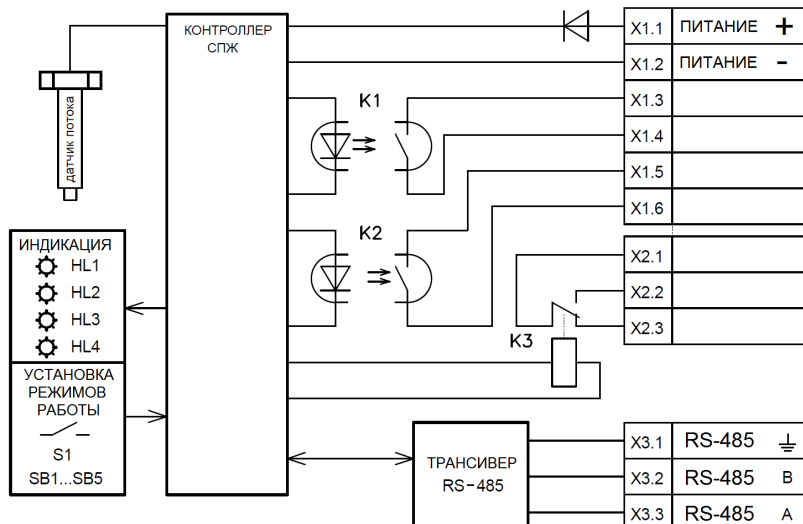 КОНТРОЛЛЕР
СПЖ
датчик потока
ИНДИКАЦИЯ
HL1
HL2
HL3
HL4
УСТАНОВКА
РЕЖИМОВ
РАБОТЫ
S1
SB1...SB5
K1
K2
K3
ТРАНСИВЕР
RS-485
X1.1 ПИТАНИЕ +
X1.2 ПИТАНИЕ -
X1.3
X1.4
X1.5
X1.6
X2.1
X2.2
X2.3
X3.1 RS-485
X3.2 RS-485 B
X3.3 RS-485 A